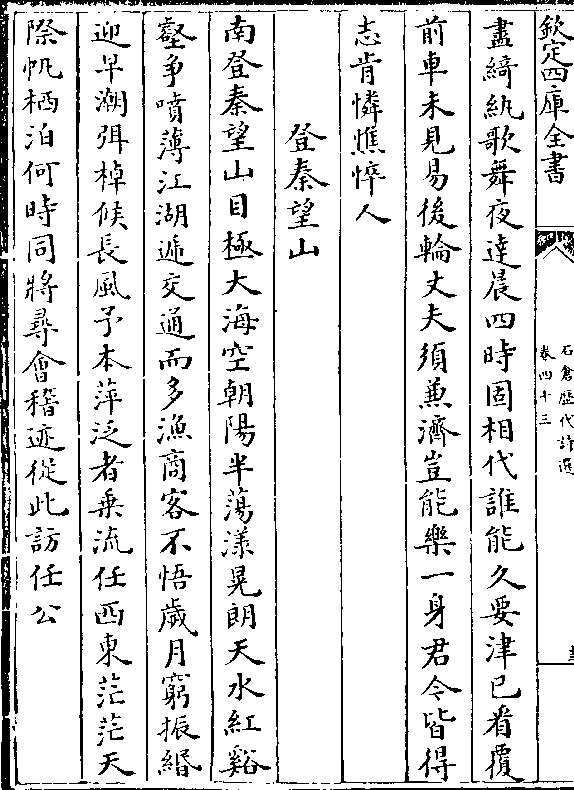 欽定四庫全書
石倉歷代詩選
卷四十三
盡綺紈歌舞夜達晨四時固相代誰能久要津已看覆
前車未見易後輪丈夫須兼濟豈能樂一身君今皆得
志肯憐憔悴人
登秦望山
南登秦望山目極大海空朝陽半蕩漾晃朗天水紅谿
壑争噴薄江湖遞交通而多漁商客不悟歲月窮振緡
迎早潮弭棹候長風予本萍泛者乗流任西東茫茫天
際帆栖泊何時同將尋會稽迹從此訪任公